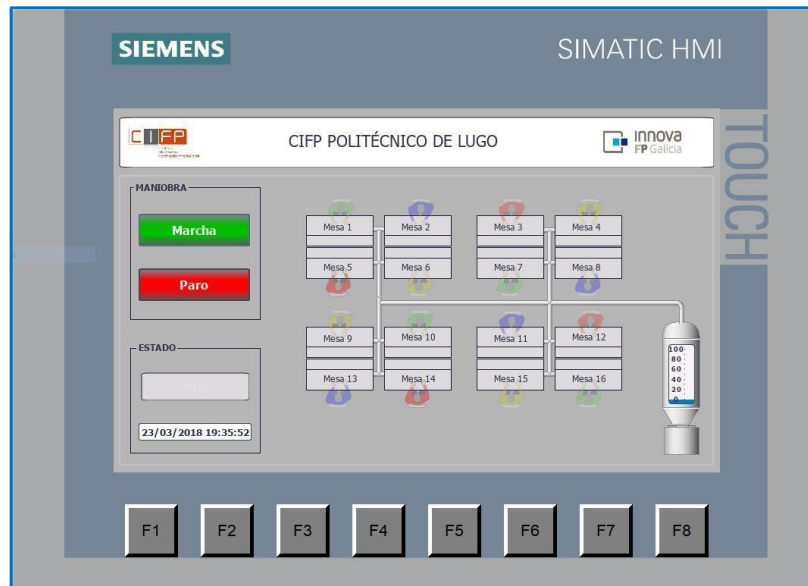 SIEMENS
SIMATIC HMI
TOUCH
CIFP
CIFP POLITÉCNICO DE LUGO
innova
FP Galicia
MANIOBRA
Marcha
Paro
ESTADO
23/03/2018 19:35:52
Mesa 1 Mesa 2 Mesa 3 Mesa 4
Mesa 5 Mesa 6 Mesa 7 Mesa 8
Mesa 9 Mesa 10 Mesa 11 Mesa 12
Mesa 13 Mesa 14 Mesa 15 Mesa 16
100
80
60
40
20
0
F1 F2 F3 F4 F5 F6 F7 F8